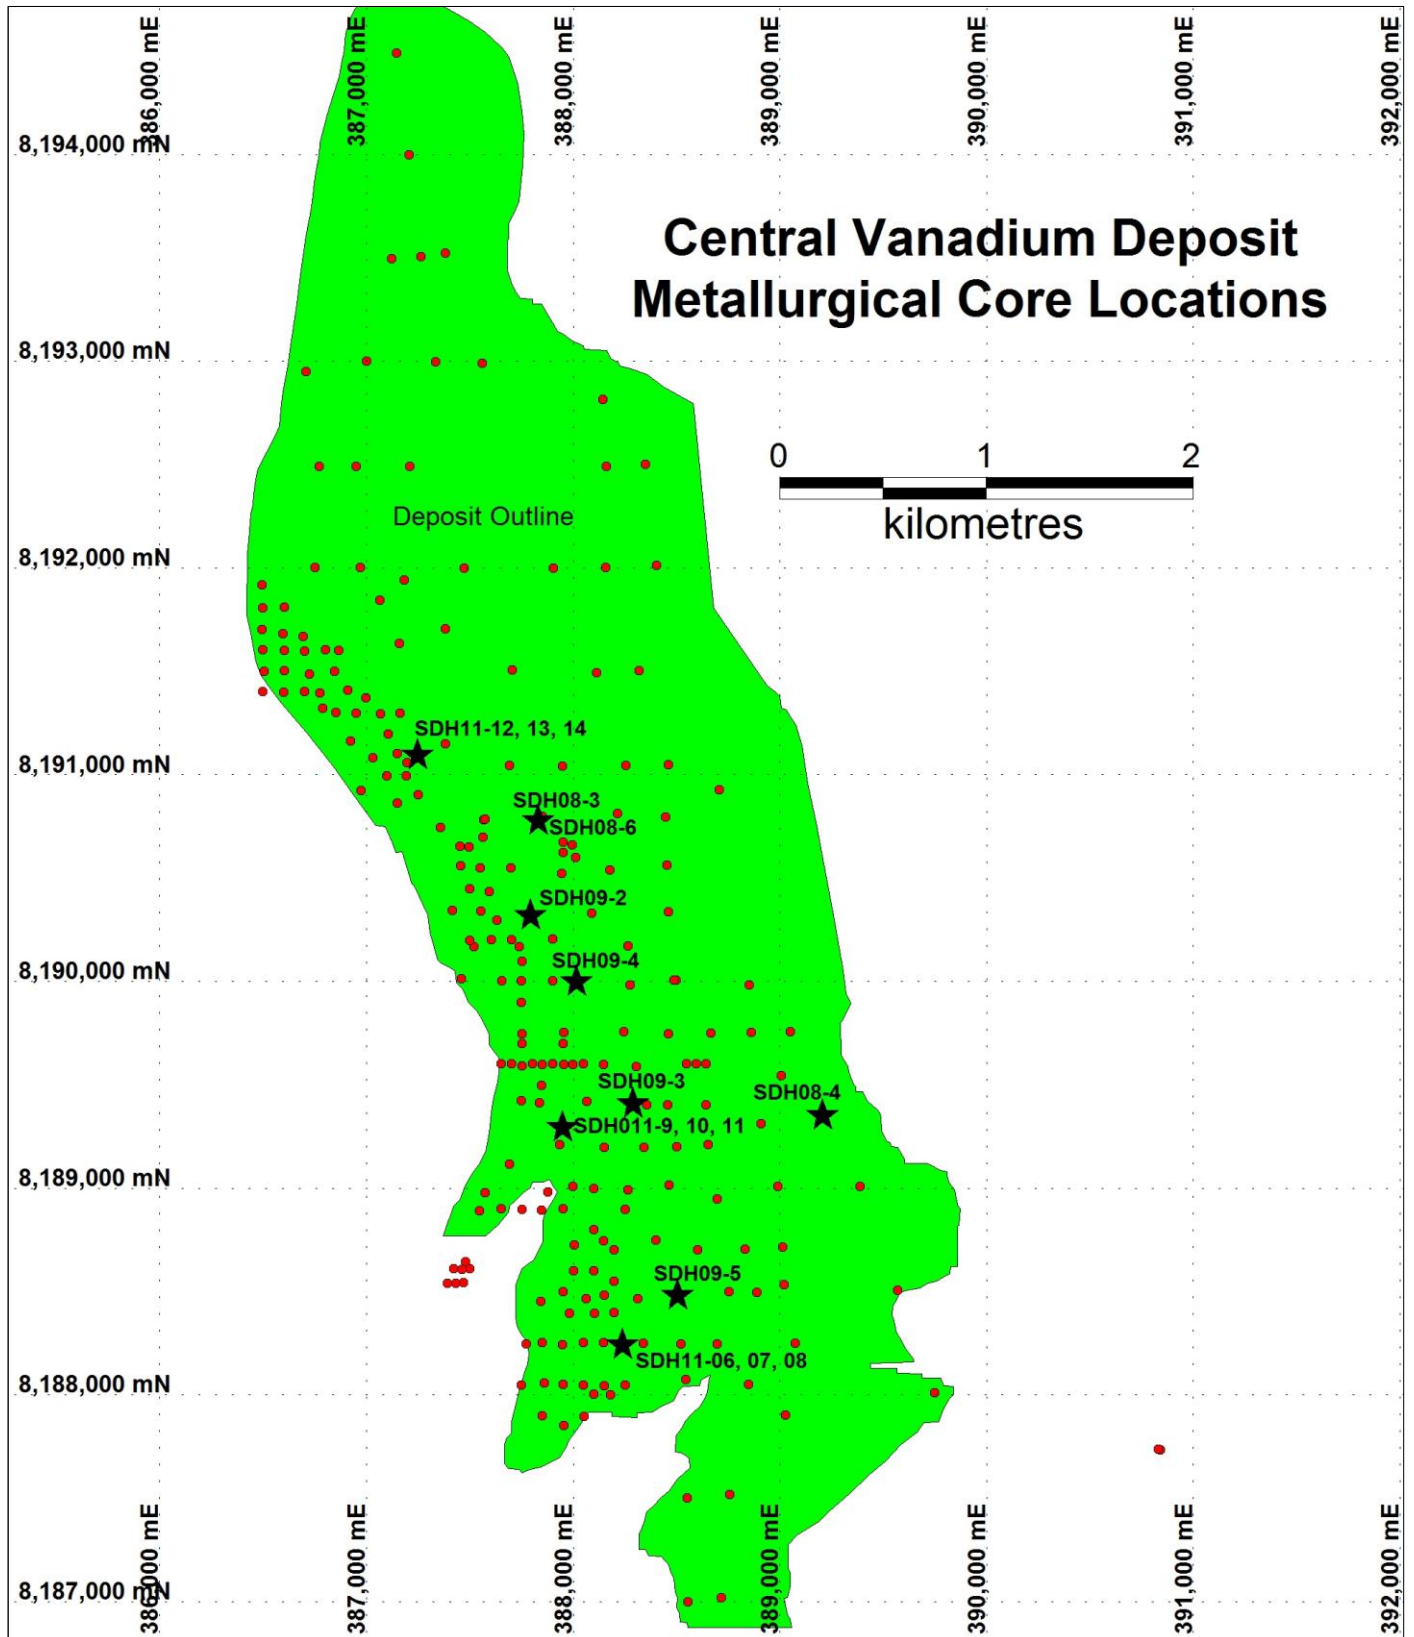 386,000 mE
387,000 mE
388,000 mE
389,000 mE
390,000 mE
391,000 mE
392,000 mE
8,194,000 mN
Central Vanadium Deposit
Metallurgical Core Locations
8,193,000 mN
0 1 2
kilometres
Deposit Outline
8,192,000 mN
SDH11-12, 13, 14
8,191,000 mN
SDH08-3
SDH08-6
SDH09-2
SDH09-4
8,190,000 mN
SDH09-3
SDH08-4
SDH011-9, 10, 11
8,189,000 mN
SDH09-5
SDH11-06, 07, 08
8,188,000 mN
8,187,000 mN
386,000 mE
387,000 mE
388,000 mE
389,000 mE
390,000 mE
391,000 mE
392,000 mE